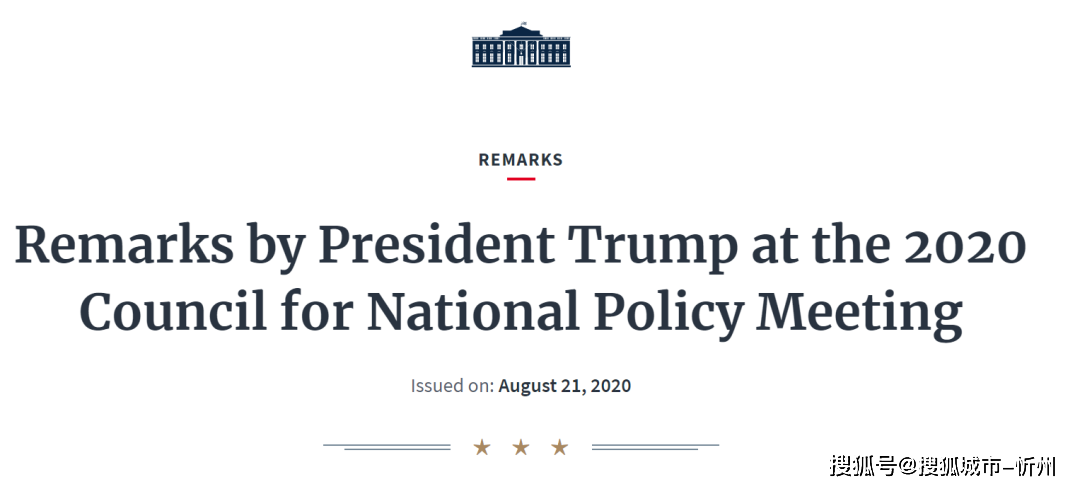 REMARKS
Remarks by President Trump at the 2020
Council for National Policy Meeting
Issued on: August 21, 2020
搜狐号@搜狐城市-忻州